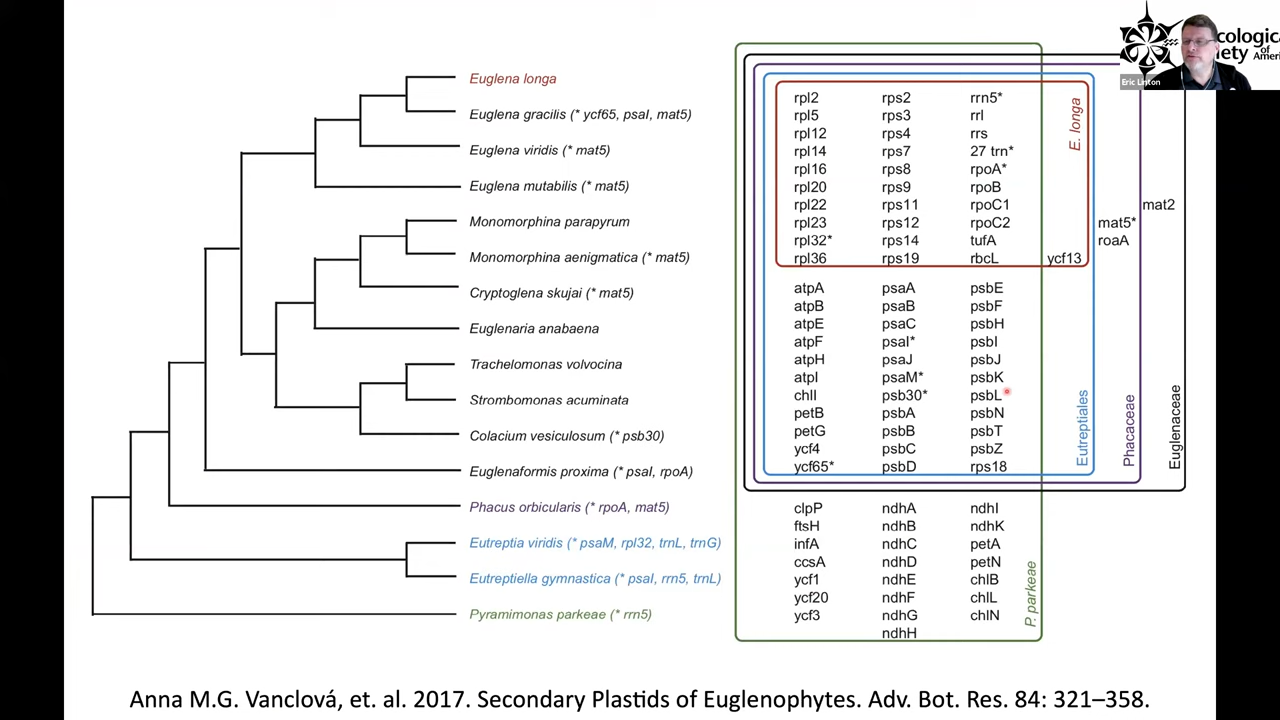 cologica
iety
of Amer
Eric Linton
Euglena longa
Euglena gracilis (* ycf65, psaI, mat5)
Euglena viridis (* mat5)
Euglena mutabilis (* mat5)
Monomorphina parapyrum
Monomorphina aenigmatica (* mat5)
Cryptoglena skujai (* mat5)
Euglenaria anabaena
Trachelomonas volvocina
Strombomonas acuminata
Colacium vesiculosum (* psb30)
Euglenaformis proxima (* psaI, rpoA)
Phacus orbicularis (* rpoA, mat5)
Eutreptia viridis (* psaM, rpl32, trnL, trnG)
Eutreptiella gymnastica (* psaI, rrn5, trnL)
Pyramimonas parkeae (* rrn5)
rpl2 rps2 rrn5*
rpl5 rps3 rrl
rpl12 rps4 rrs
rpl14 rps7 27 trn*
rpl16 rps8 rpoA*
rpl20 rps9 rpoB
rpl22 rps11 rpoC1 mat2
rpl23 rps12 rpoC2 mat5*
rpl32* rps14 tufA roaA
rpl36 rps19 rbcL ycf13
E. longa
atpA psaA psbE
atpB psaB psbF
atpE psaC psbH
atpF psaI* psbI
atpH psaJ psbJ
atpI psaM* psbK
chlI psb30* psbL
petB psbA psbN
petG psbB psbT
ycf4 psbC psbZ
ycf65* psbD rps18
Eutreptiales
Phacaceae
Euglenaceae
clpP ndhA ndhI
ftsH ndhB ndhK
infA ndhC petA
ccsA ndhD petN
ycf1 ndhE chlB
ycf20 ndhF chlL
ycf3 ndhG chlN
ndhH
P. parkeae
Anna M.G. Vanclová, et. al. 2017. Secondary Plastids of Euglenophytes. Adv. Bot. Res. 84: 321–358.